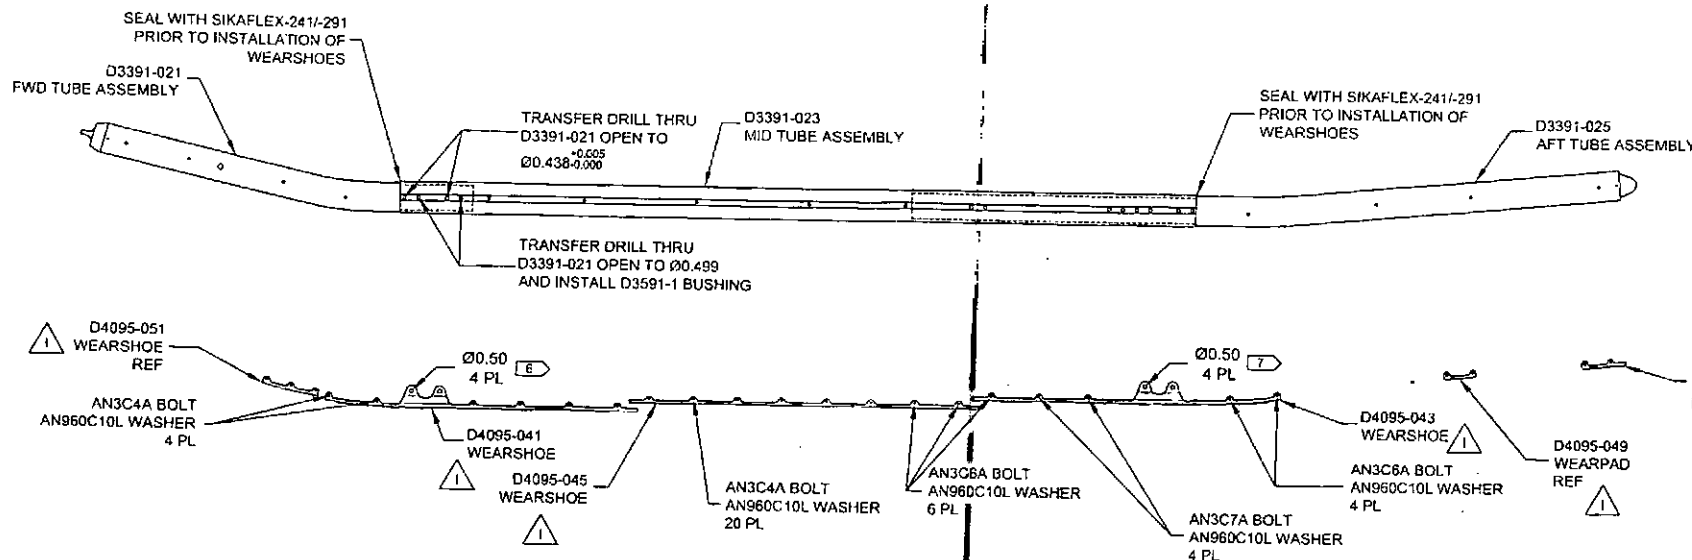 SEAL WITH SIKAFLEX-241/-291
PRIOR TO INSTALLATION OF
WEARSHOES
D3391-021
FWD TUBE ASSEMBLY
TRANSFER DRILL THRU
D3391-021 OPEN TO
Ø0.438 +0.005 -0.000
D3391-023
MID TUBE ASSEMBLY
SEAL WITH SIKAFLEX-241/-291
PRIOR TO INSTALLATION OF
WEARSHOES
D3391-025
AFT TUBE ASSEMBLY
TRANSFER DRILL THRU
D3391-021 OPEN TO Ø0.499
AND INSTALL D3591-1 BUSHING
1
D4095-051
WEARSHOE
REF
Ø0.50
4 PL
6
Ø0.50
4 PL
7
AN3C4A BOLT
AN960C10L WASHER
4 PL
D4095-041
WEARSHOE
1
D4095-045
WEARSHOE
1
AN3C4A BOLT
AN960C10L WASHER
20 PL
AN3C6A BOLT
AN960C10L WASHER
6 PL
AN3C7A BOLT
AN960C10L WASHER
4 PL
D4095-043
WEARSHOE
1
AN3C6A BOLT
AN960C10L WASHER
4 PL
D4095-049
WEARPAD
REF
1